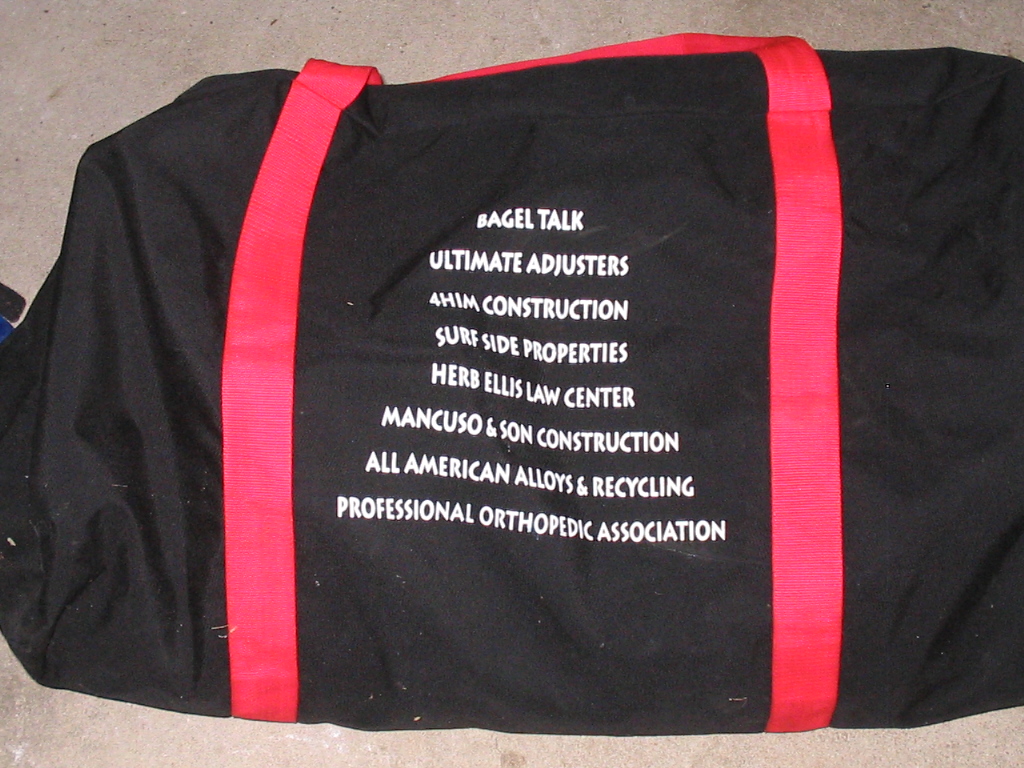 BAGEL TALK
ULTIMATE ADJUSTERS
4HIM CONSTRUCTION
SURF SIDE PROPERTIES
HERB ELLIS LAW CENTER
MANCUSO & SON CONSTRUCTION
ALL AMERICAN ALLOYS & RECYCLING
PROFESSIONAL ORTHOPEDIC ASSOCIATION